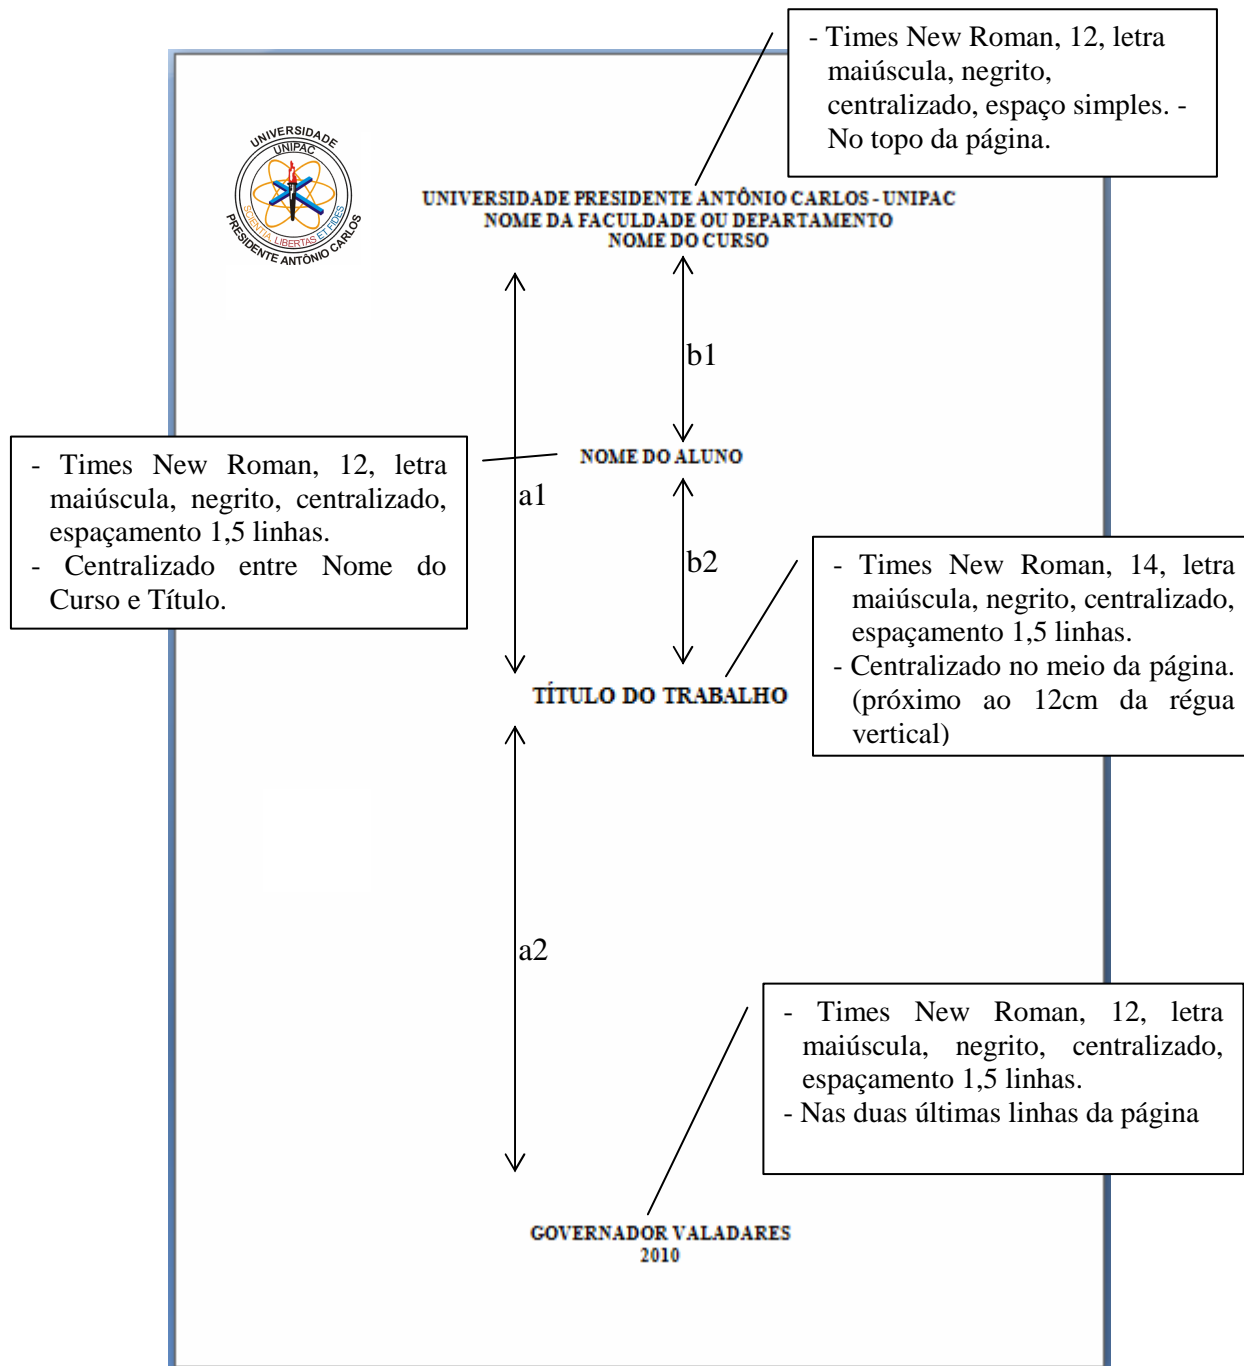 - Times New Roman, 12, letra
maiúscula, negrito,
centralizado, espaço simples. -
No topo da página.
UNIVERSIDADE
UNIPAC
SCIENTIA LIBERTAS ET FIDES
PRESIDENTE ANTÔNIO CARLOS
UNIVERSIDADE PRESIDENTE ANTÔNIO CARLOS - UNIPAC
NOME DA FACULDADE OU DEPARTAMENTO
NOME DO CURSO
b1
NOME DO ALUNO
- Times New Roman, 12, letra
maiúscula, negrito, centralizado,
espaçamento 1,5 linhas.
- Centralizado entre Nome do
Curso e Título.
a1
b2
- Times New Roman, 14, letra
maiúscula, negrito, centralizado,
espaçamento 1,5 linhas.
- Centralizado no meio da página.
(próximo ao 12cm da régua
vertical)
TÍTULO DO TRABALHO
a2
- Times New Roman, 12, letra
maiúscula, negrito, centralizado,
espaçamento 1,5 linhas.
- Nas duas últimas linhas da página
GOVERNADOR VALADARES
2010